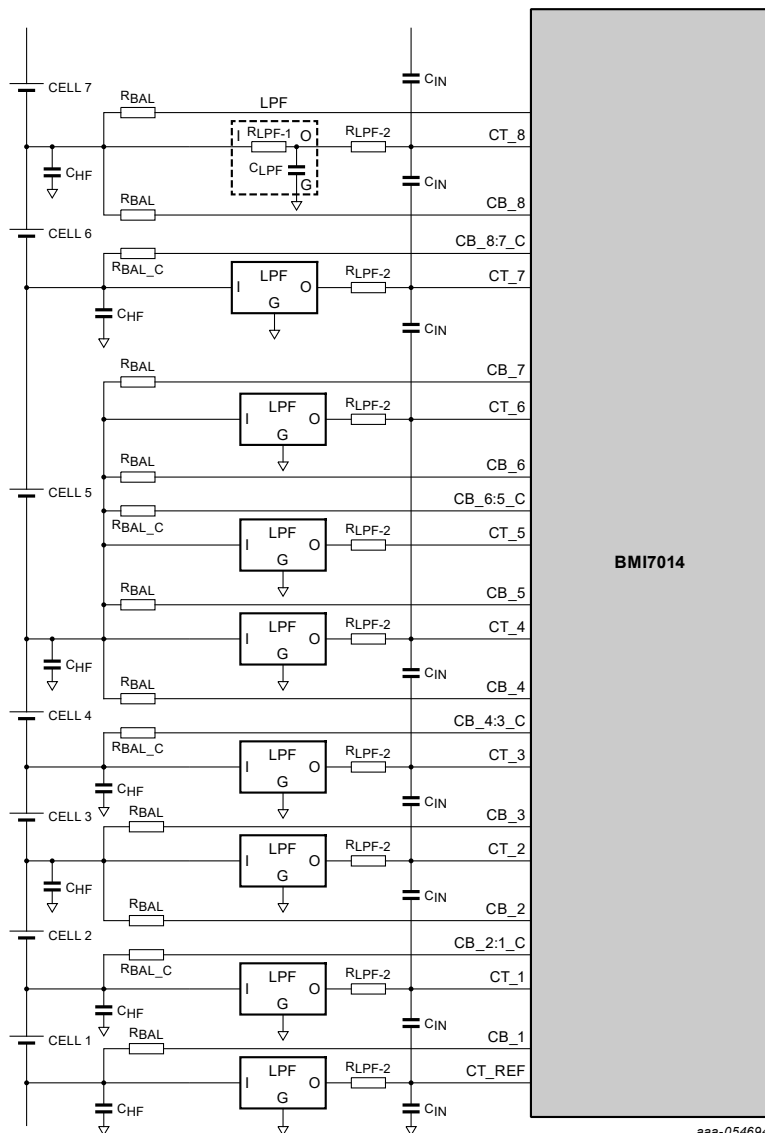 CELL 7
CIN
RBAL
LPF
I RLPF-1 O
RLPF-2
CT_8
CHF
CLPF
G
CIN
RBAL
CB_8
CELL 6
CB_8:7_C
RBAL_C
LPF
I O
G
RLPF-2
CT_7
CHF
CIN
RBAL
CB_7
LPF
I O
G
RLPF-2
CT_6
RBAL
CB_6
CELL 5
CB_6:5_C
RBAL_C
LPF
I O
G
RLPF-2
CT_5
BMI7014
RBAL
CB_5
LPF
I O
G
RLPF-2
CT_4
CHF
CIN
RBAL
CB_4
CELL 4
CB_4:3_C
RBAL_C
LPF
I O
G
RLPF-2
CT_3
CHF
CIN
CELL 3
RBAL
CB_3
LPF
I O
G
RLPF-2
CT_2
CHF
CIN
RBAL
CB_2
CELL 2
CB_2:1_C
RBAL_C
LPF
I O
G
RLPF-2
CT_1
CHF
CIN
CELL 1
RBAL
CB_1
LPF
I O
G
RLPF-2
CT_REF
CHF
CIN